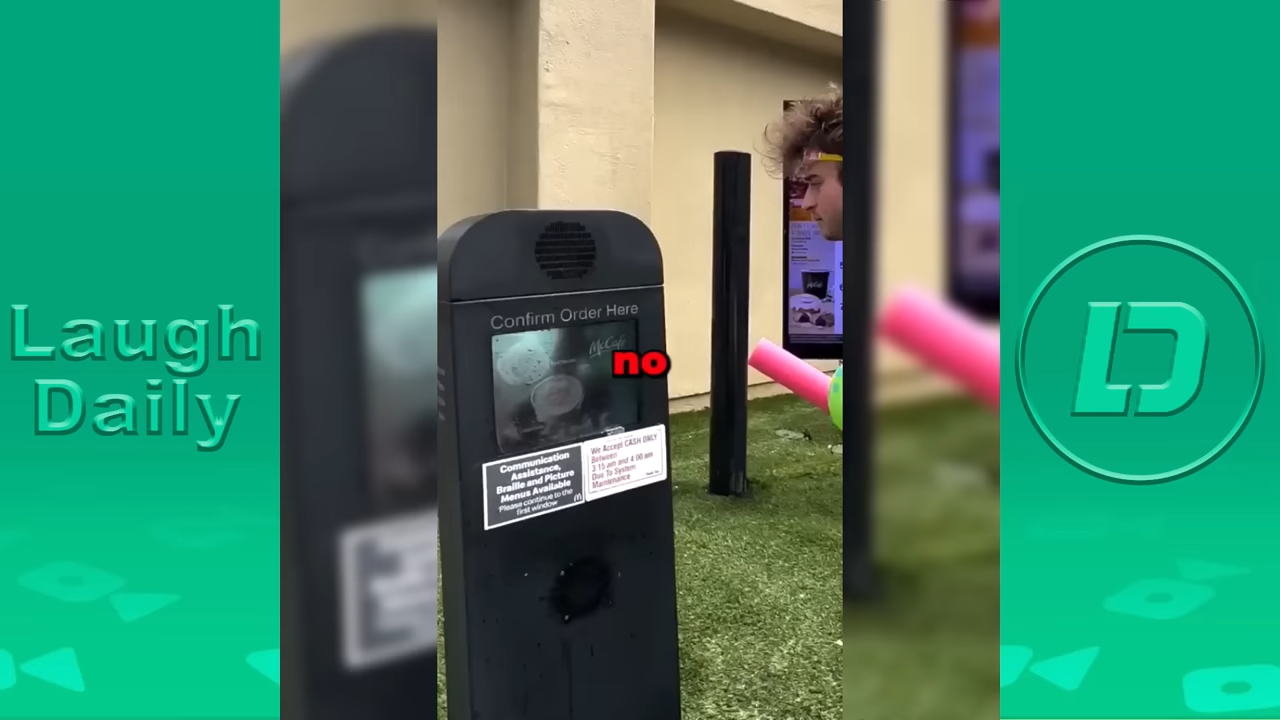 Laugh
Daily
Confirm Order Here
McCafé
no
Communication
Assistance,
Braille and Picture
Menus Available
Please continue to the
first window
We Accept CASH ONLY
Between
3:15 am and 4:00 am
Due To System
Maintenance
LD